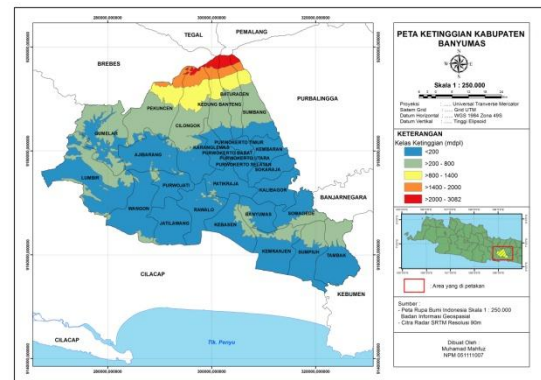 PETA KETINGGIAN KABUPATEN
BANYUMAS
Skala 1 : 250.000
Proyeksi : ........ Universal Tranverse Mercator
Sistem Grid : ........ Grid UTM
Datum Horizontal : ........ WGS 1984 Zona 49S
Datum Vertikal : ........ Tinggi Elipsoid
KETERANGAN
Kelas Ketinggian (mdpl)
<200
>200 - 800
>800 - 1400
>1400 - 2000
>2000 - 3082
Area yang di petakan
Sumber :
- Peta Rupa Bumi Indonesia Skala 1 : 250.000
Badan Informasi Geospasial
- Citra Radar SRTM Resolusi 90m
Dibuat Oleh :
Muhamad Mahfuz
NPM 051111007
TEGAL
PEMALANG
BREBES
PURBALINGGA
BANJARNEGARA
KEBUMEN
CILACAP
CILACAP
Tlk. Penyu
BATURADEN
KEDUNG BANTENG
PEKUNCEN
SUMBANG
CILONGOK
GUMELAR
AJIBARANG
KARANGLEWAS
PURWOKERTO TIMUR
KEMBARAN
PURWOKERTO BARAT
PURWOKERTO UTARA
PURWOKERTO SELATAN
SOKARAJA
LUMBIR
PURWOJATI
PATIKRAJA
KALIBAGOR
WANGON
RAWALO
BANYUMAS
SOMAGEDE
JATILAWANG
KEBASEN
KEMRANJEN
SUMPIUH
TAMBAK